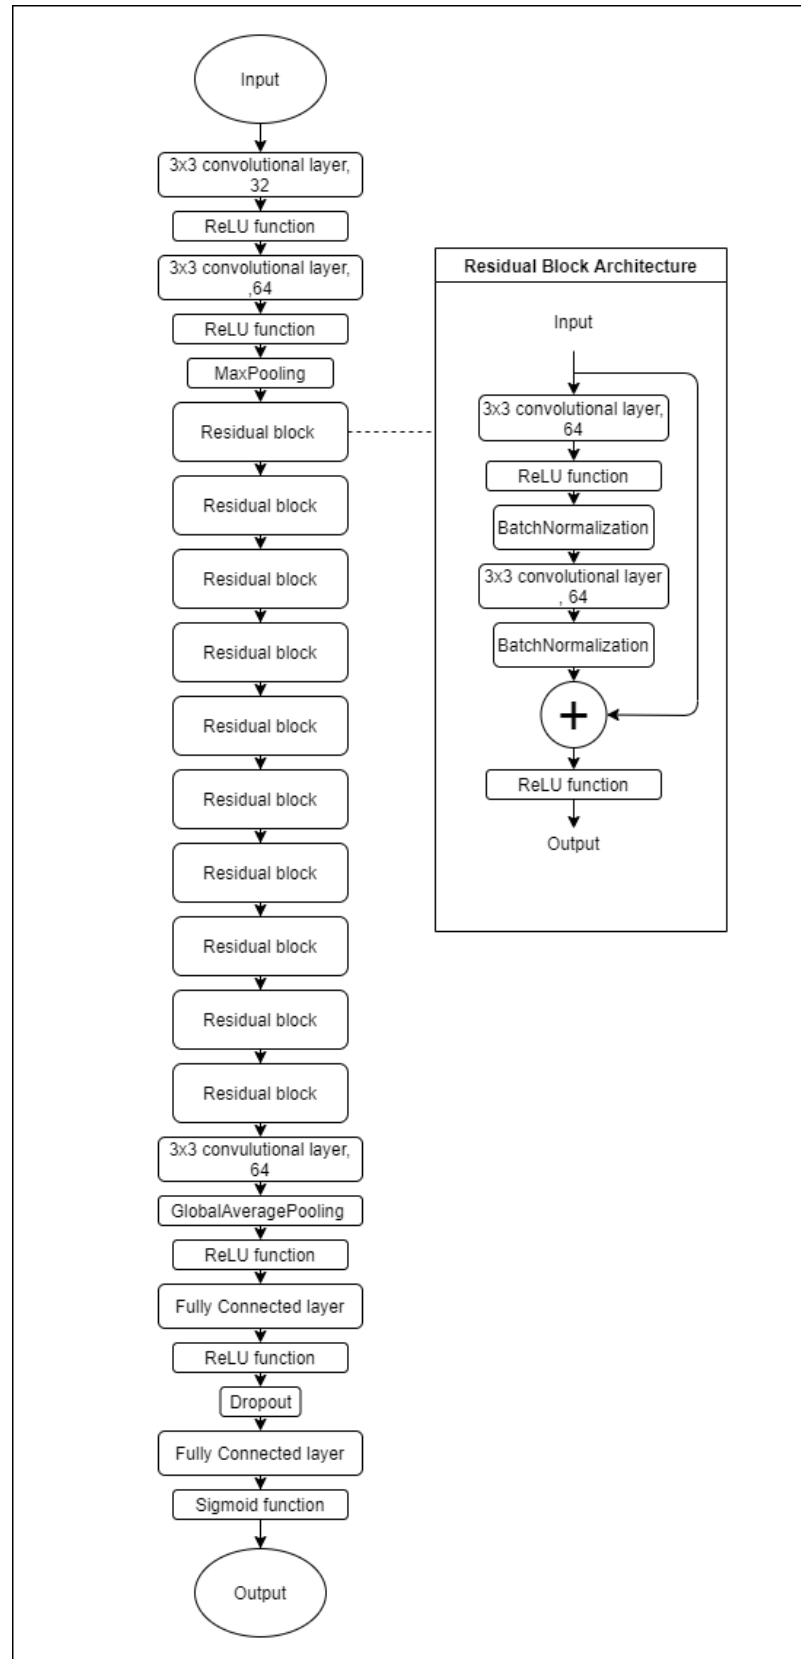 Input
3x3 convolutional layer,
32
ReLU function
3x3 convolutional layer,
,64
ReLU function
MaxPooling
Residual block
Residual block
Residual block
Residual block
Residual block
Residual block
Residual block
Residual block
Residual block
Residual block
3x3 convulutional layer,
64
GlobalAveragePooling
ReLU function
Fully Connected layer
ReLU function
Dropout
Fully Connected layer
Sigmoid function
Output
Residual Block Architecture
Input
3x3 convolutional layer,
64
ReLU function
BatchNormalization
3x3 convolutional layer
, 64
BatchNormalization
+
ReLU function
Output